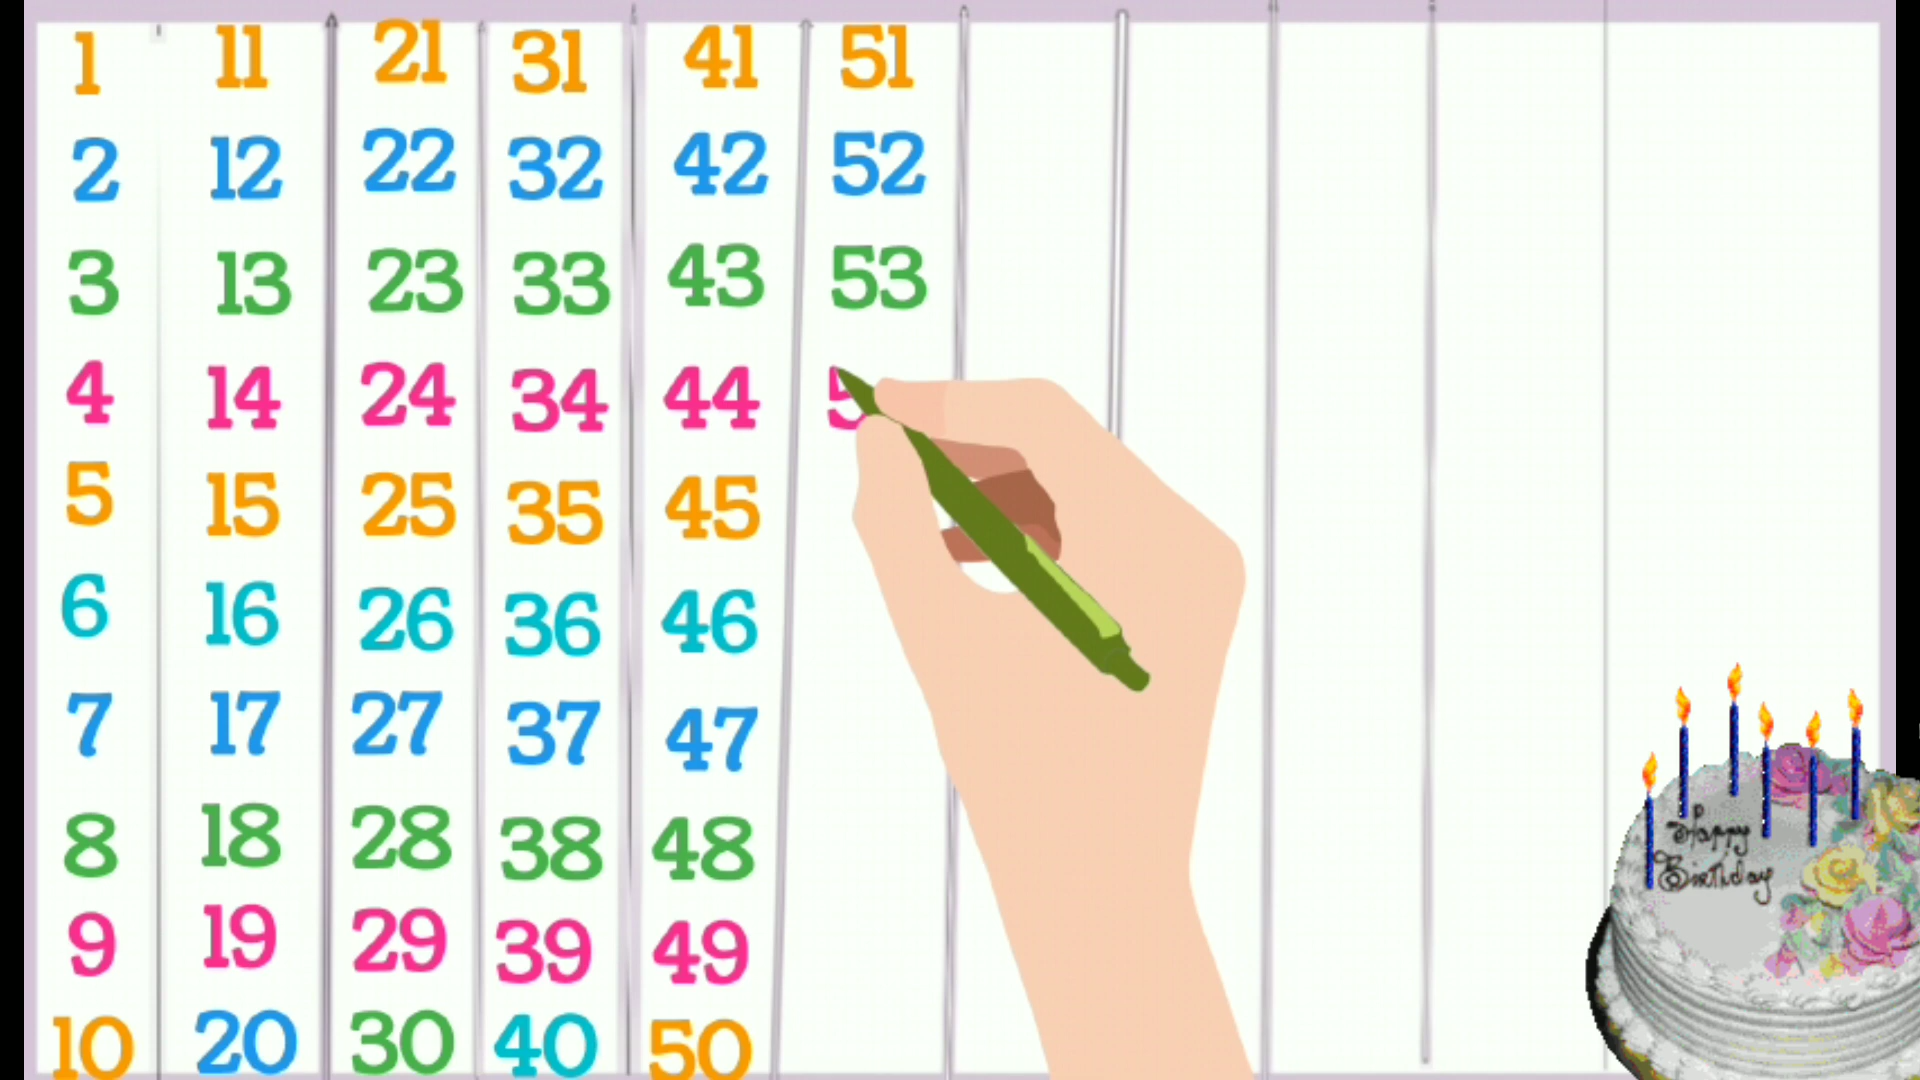 1 11 21 31 41 51
2 12 22 32 42 52
3 13 23 33 43 53
4 14 24 34 44 5
5 15 25 35 45
6 16 26 36 46
7 17 27 37 47
8 18 28 38 48
9 19 29 39 49
10 20 30 40 50
Happy
Birthday